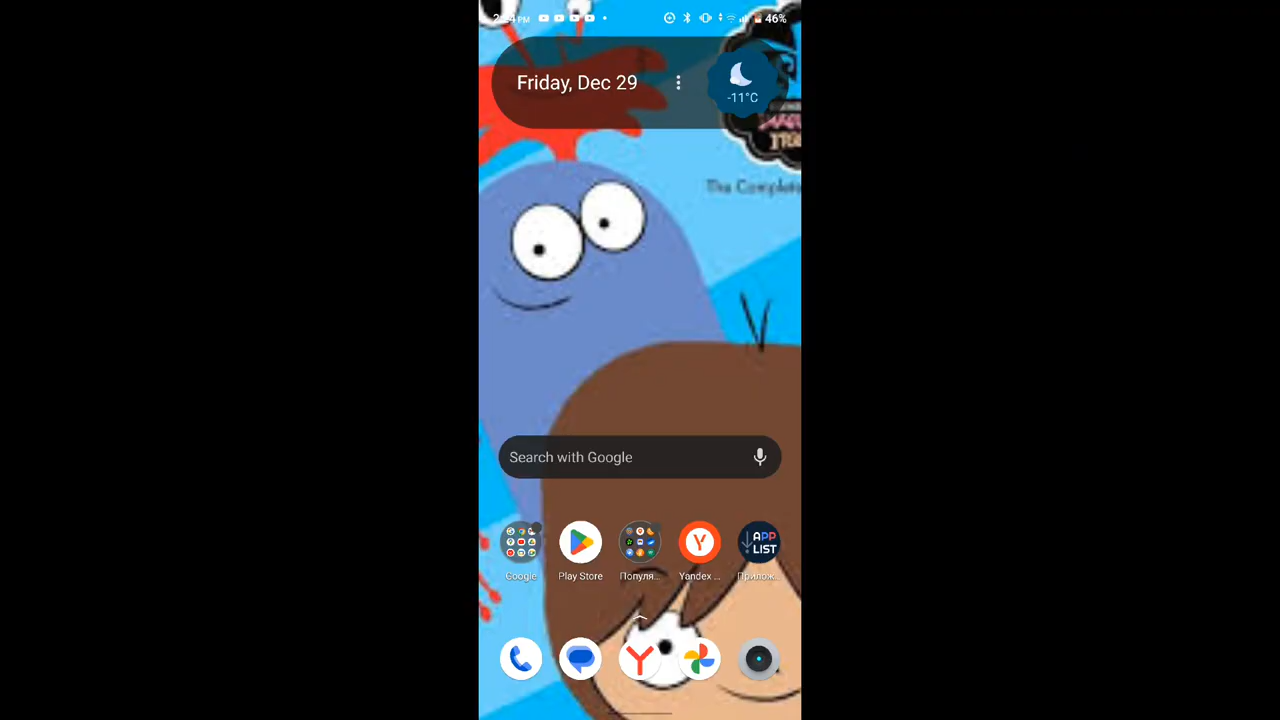 46%
Friday, Dec 29
-11°C
The Complete
Search with Google
APP
LIST
Google
Play Store
Популя...
Yandex ...
Прилож...